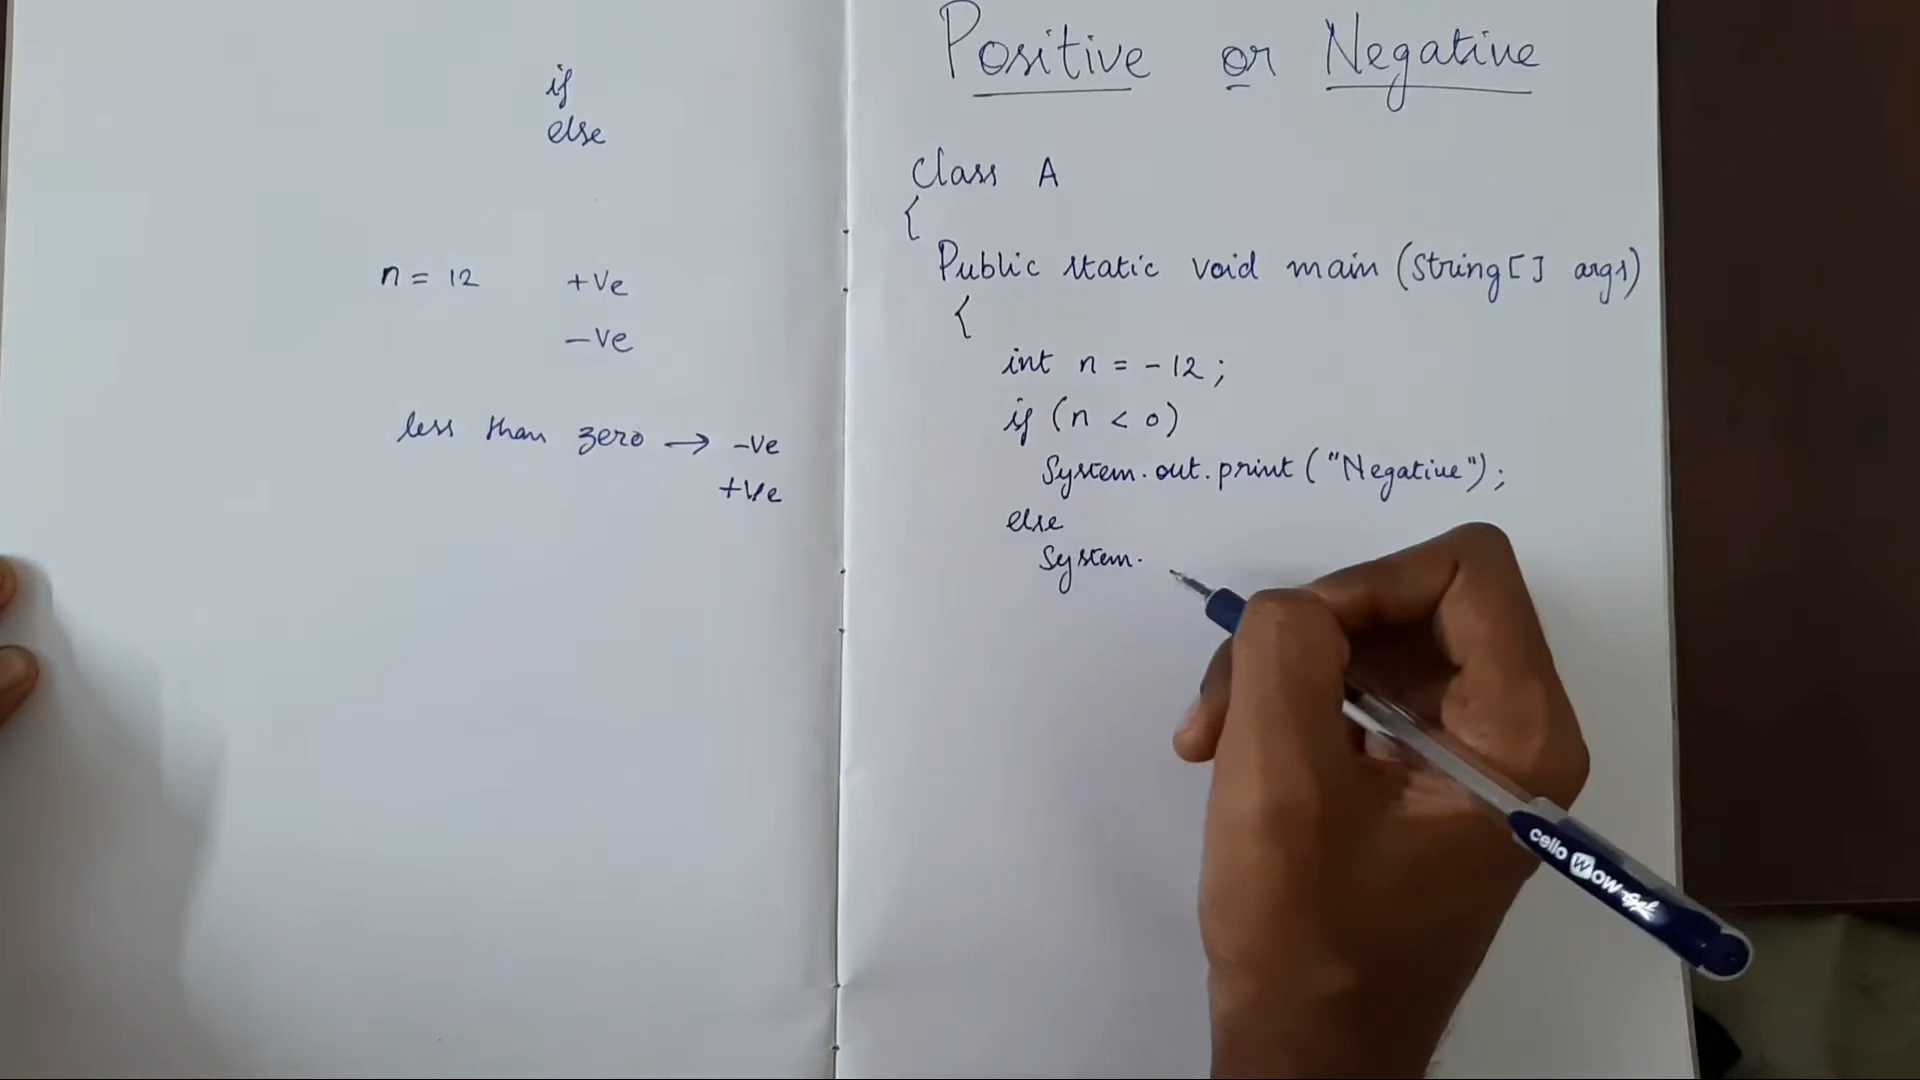 if
else
n = 12 +ve
-ve
less than zero → -ve
+ve
Positive or Negative
Class A
{
Public static void main (String[] args)
{
int n = -12;
if (n < 0)
System.out.print("Negative");
else
System.
cello WOW Gel